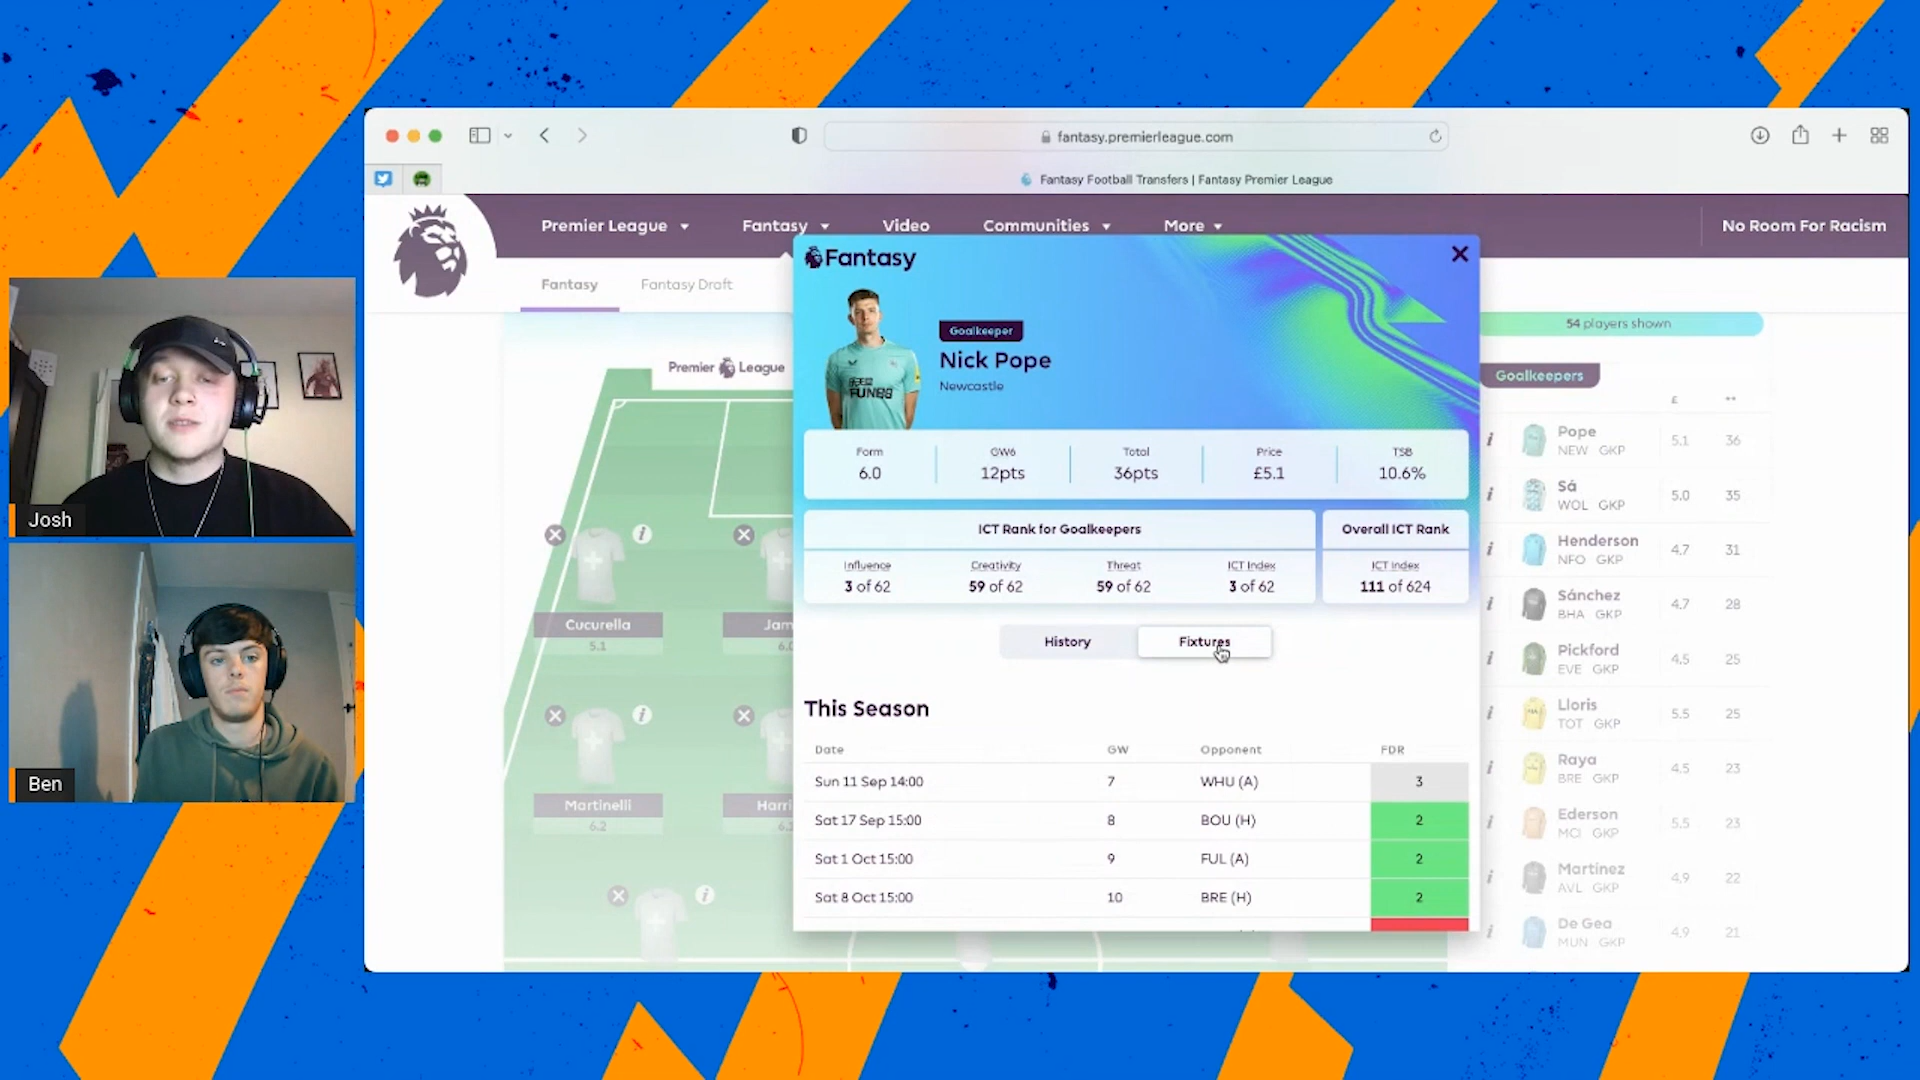 fantasy.premierleague.com
Fantasy Football Transfers | Fantasy Premier League
Premier League
Fantasy
Video
Communities
More
No Room For Racism
Fantasy
Fantasy Draft
Premier League
Cucurella
5.1
Martinelli
6.2
Fantasy
Goalkeeper
Nick Pope
Newcastle
Form GW6 Total Price TSB
6.0 12pts 36pts £5.1 10.6%
ICT Rank for Goalkeepers Overall ICT Rank
Influence Creativity Threat ICT Index ICT Index
3 of 62 59 of 62 59 of 62 3 of 62 111 of 624
History Fixtures
This Season
Date GW Opponent FDR
Sun 11 Sep 14:00 7 WHU (A) 3
Sat 17 Sep 15:00 8 BOU (H) 2
Sat 1 Oct 15:00 9 FUL (A) 2
Sat 8 Oct 15:00 10 BRE (H) 2
54 players shown
Goalkeepers
£ **
Pope
NEW GKP 5.1 36
Sá
WOL GKP 5.0 35
Henderson
NFO GKP 4.7 31
Sánchez
BHA GKP 4.7 28
Pickford
EVE GKP 4.5 25
Lloris
TOT GKP 5.5 25
Raya
BRE GKP 4.5 23
Ederson
MCI GKP 5.5 23
Martinez
AVL GKP 4.9 22
De Gea
MUN GKP 4.9 21
Josh
Ben